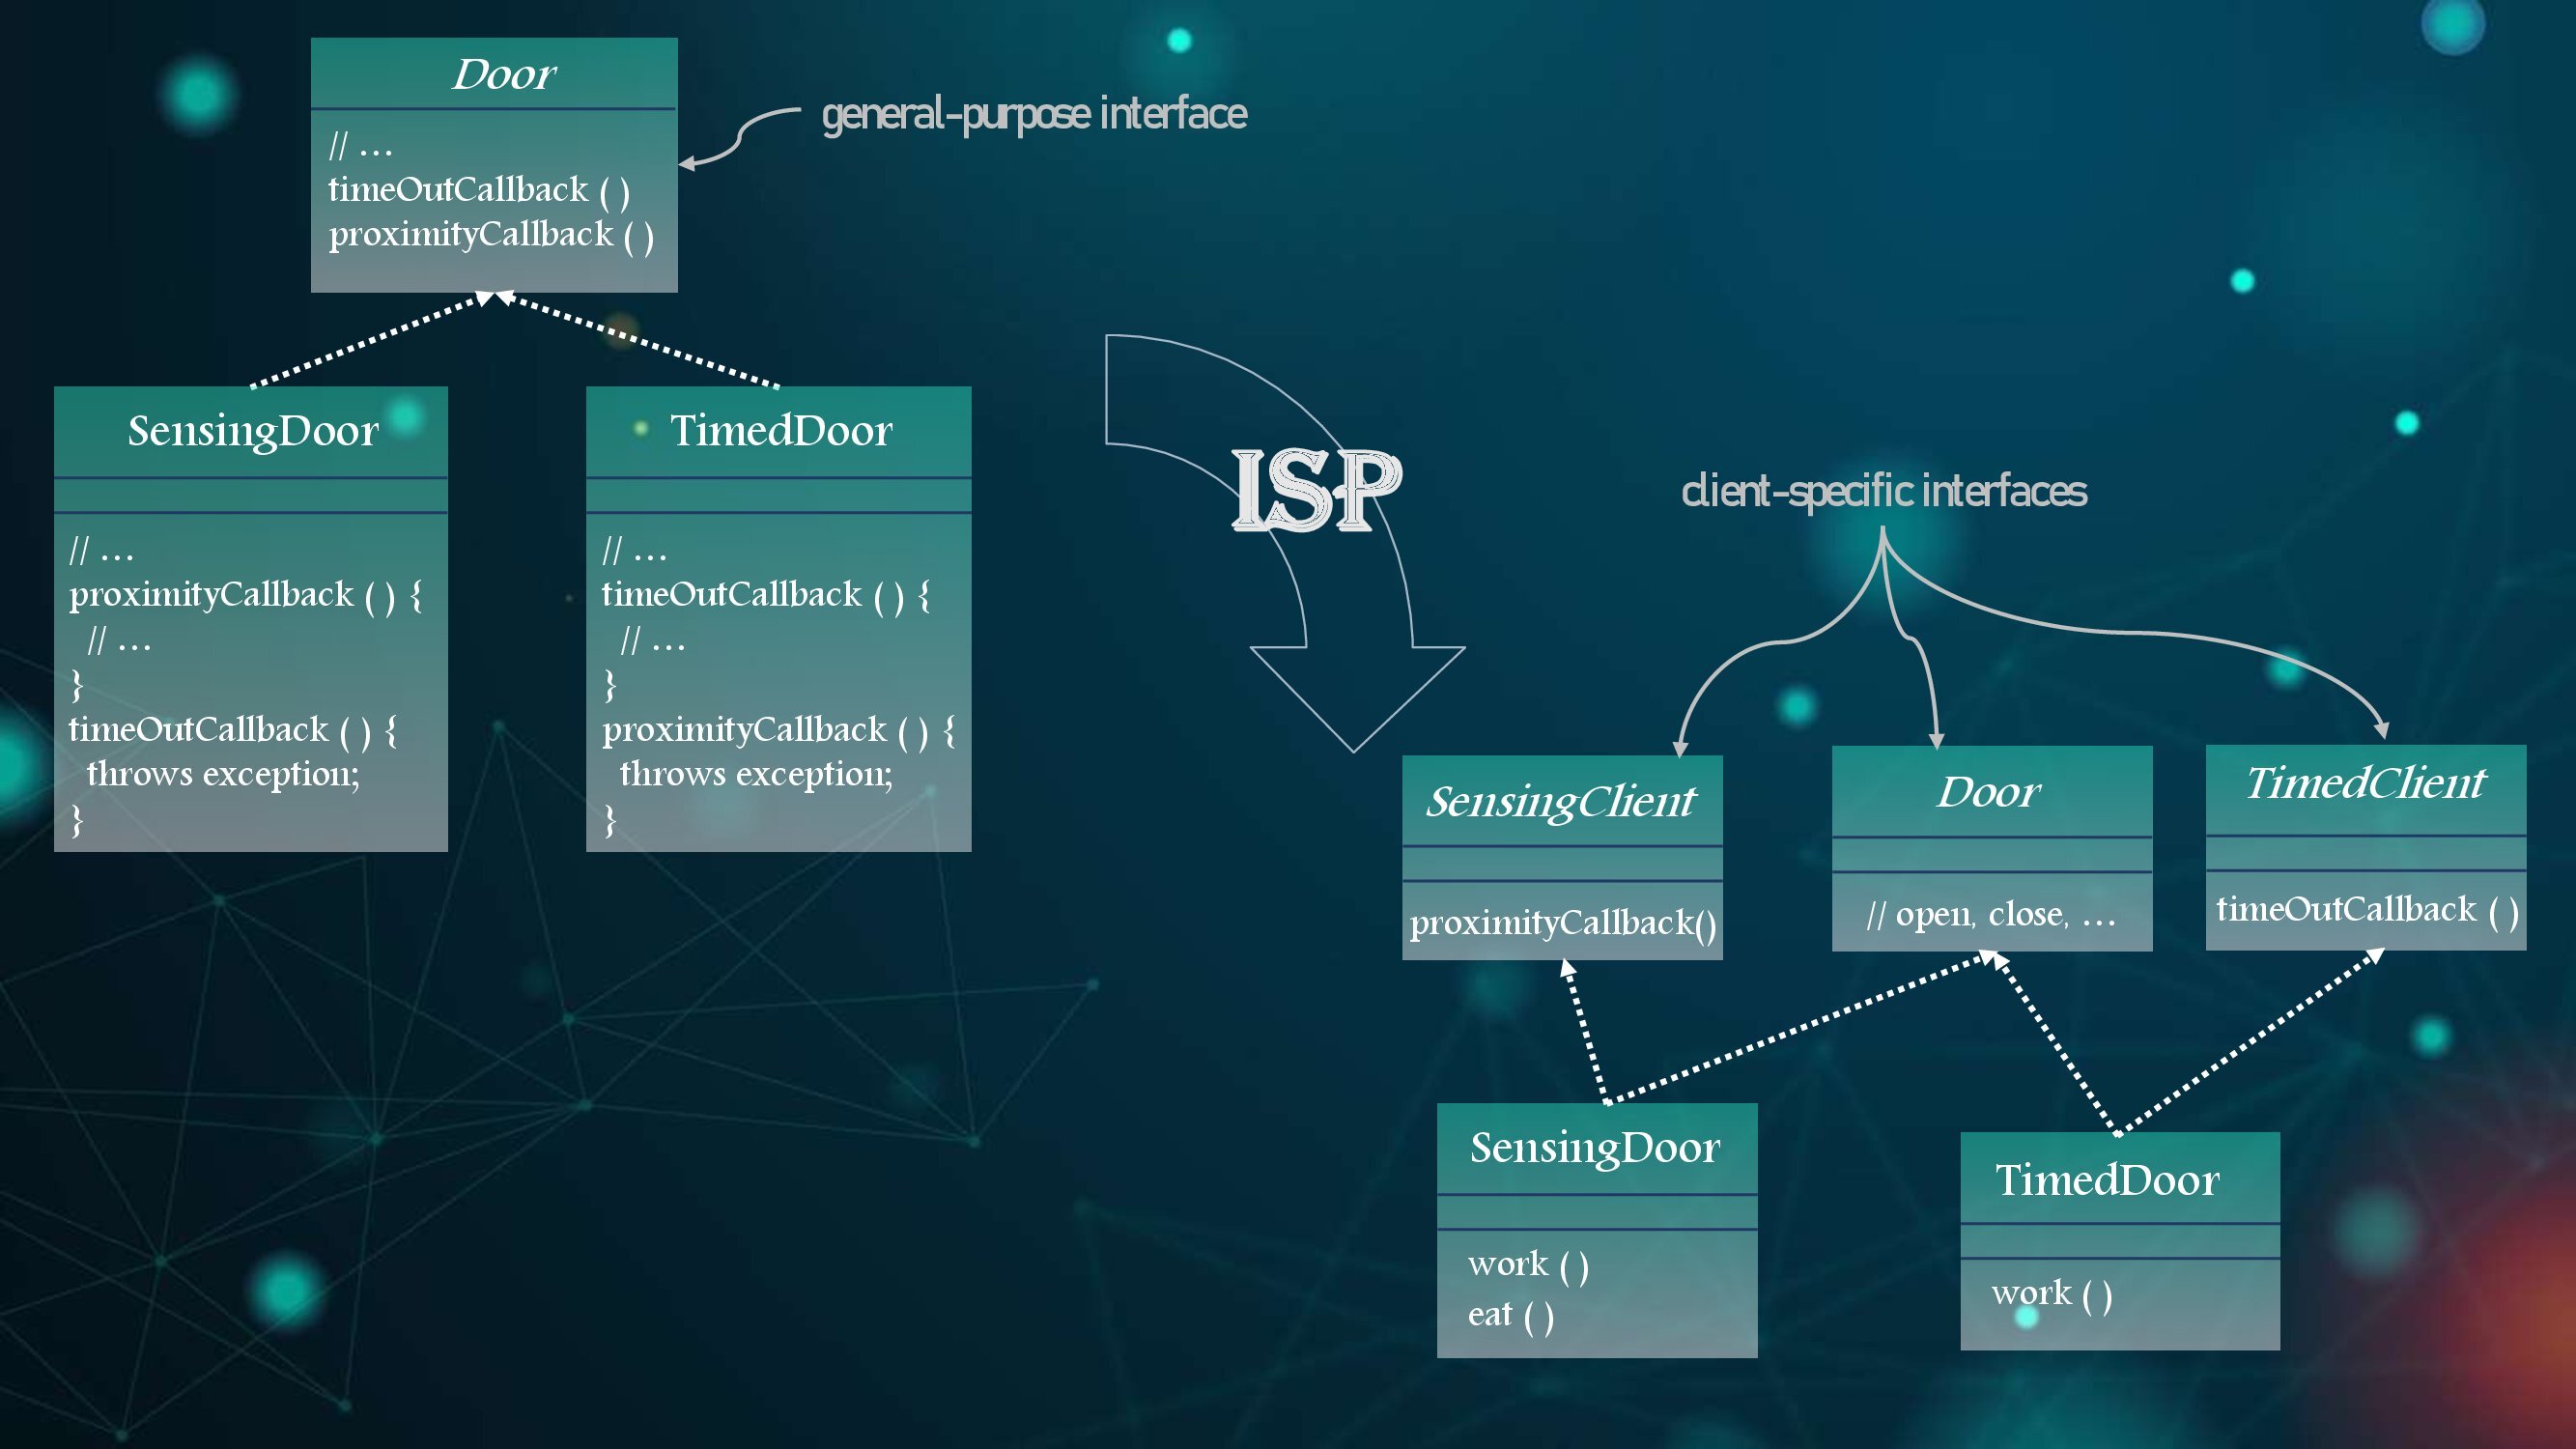 Door
// ...
timeOutCallback ( )
proximityCallback ( )
general-purpose interface
SensingDoor
// ...
proximityCallback ( ) {
// ...
}
timeOutCallback ( ) {
throws exception;
}
TimedDoor
// ...
timeOutCallback ( ) {
// ...
}
proximityCallback ( ) {
throws exception;
}
ISP
client-specific interfaces
SensingClient
proximityCallback()
Door
// open, close, ...
TimedClient
timeOutCallback ( )
SensingDoor
work ( )
eat ( )
TimedDoor
work ( )